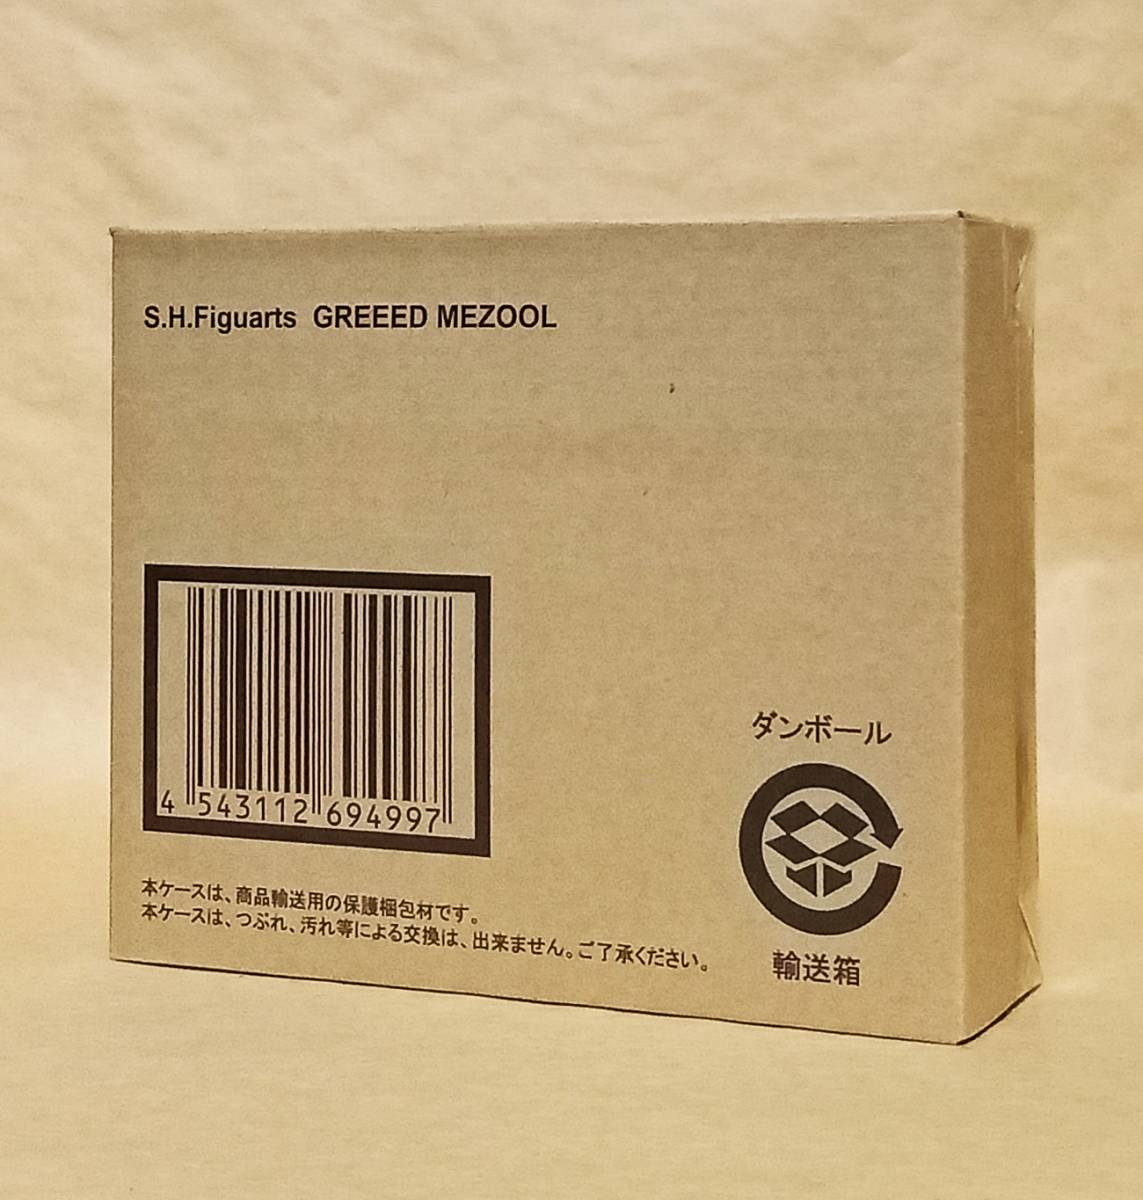 S.H.Figuarts GREEED MEZOOL
4 543112 694997
本ケースは、商品輸送用の保護梱包材です。
本ケースは、つぶれ、汚れ等による交換は、出来ません。ご了承ください。
ダンボール
輸送箱